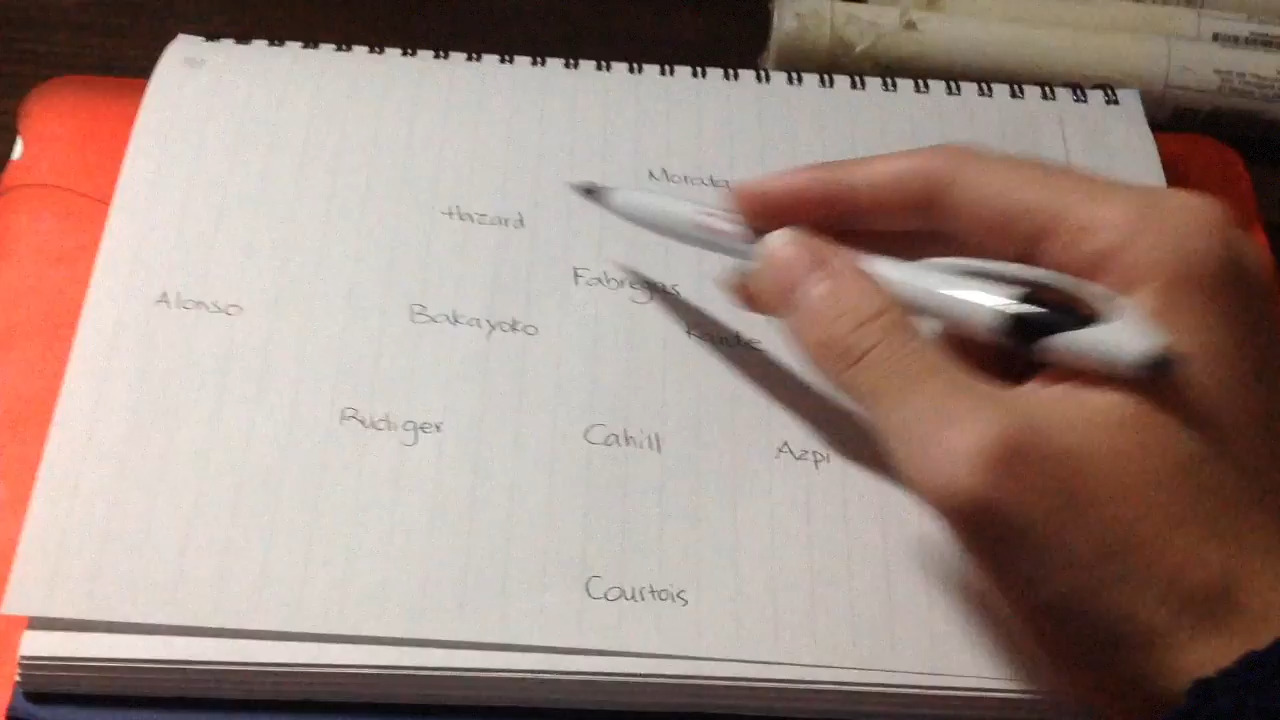 Morata
Hazard
Fabregas
Alonso
Bakayoko
Kante
Rudiger
Cahill
Azpi
Courtois